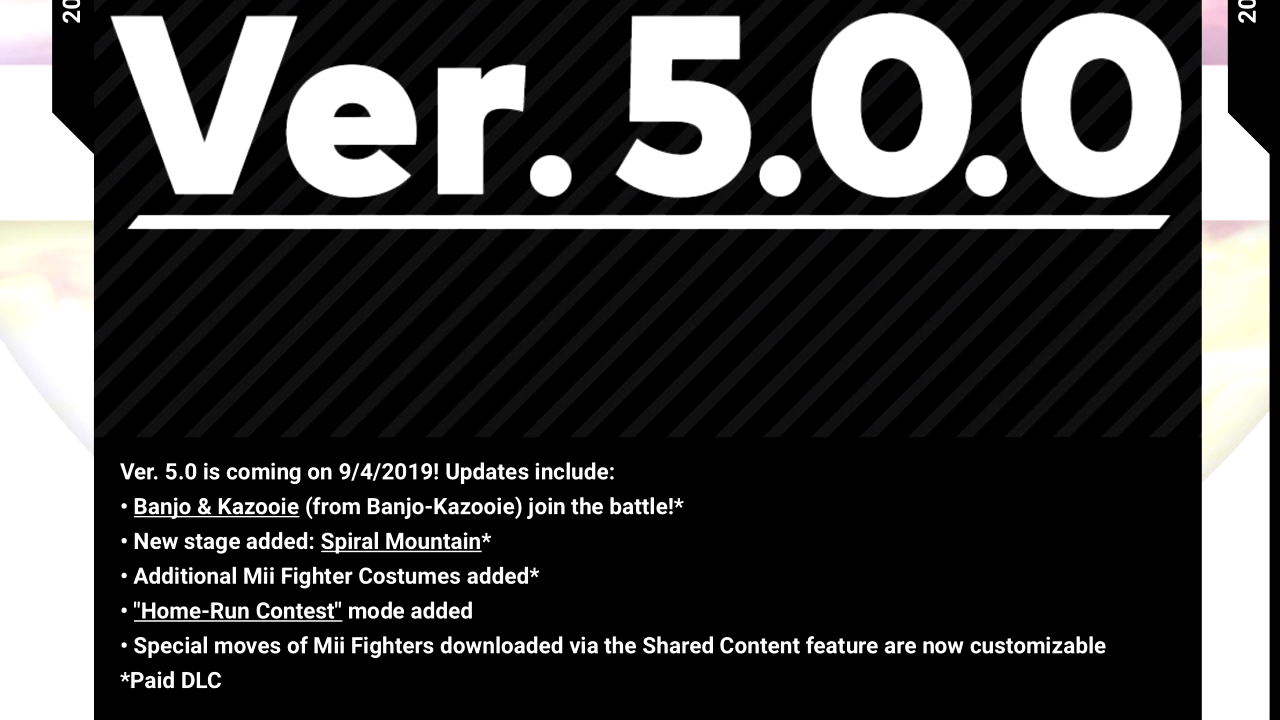 Ver. 5.0.0
Ver. 5.0 is coming on 9/4/2019! Updates include:
• Banjo & Kazooie (from Banjo-Kazooie) join the battle!*
• New stage added: Spiral Mountain*
• Additional Mii Fighter Costumes added*
• "Home-Run Contest" mode added
• Special moves of Mii Fighters downloaded via the Shared Content feature are now customizable
*Paid DLC